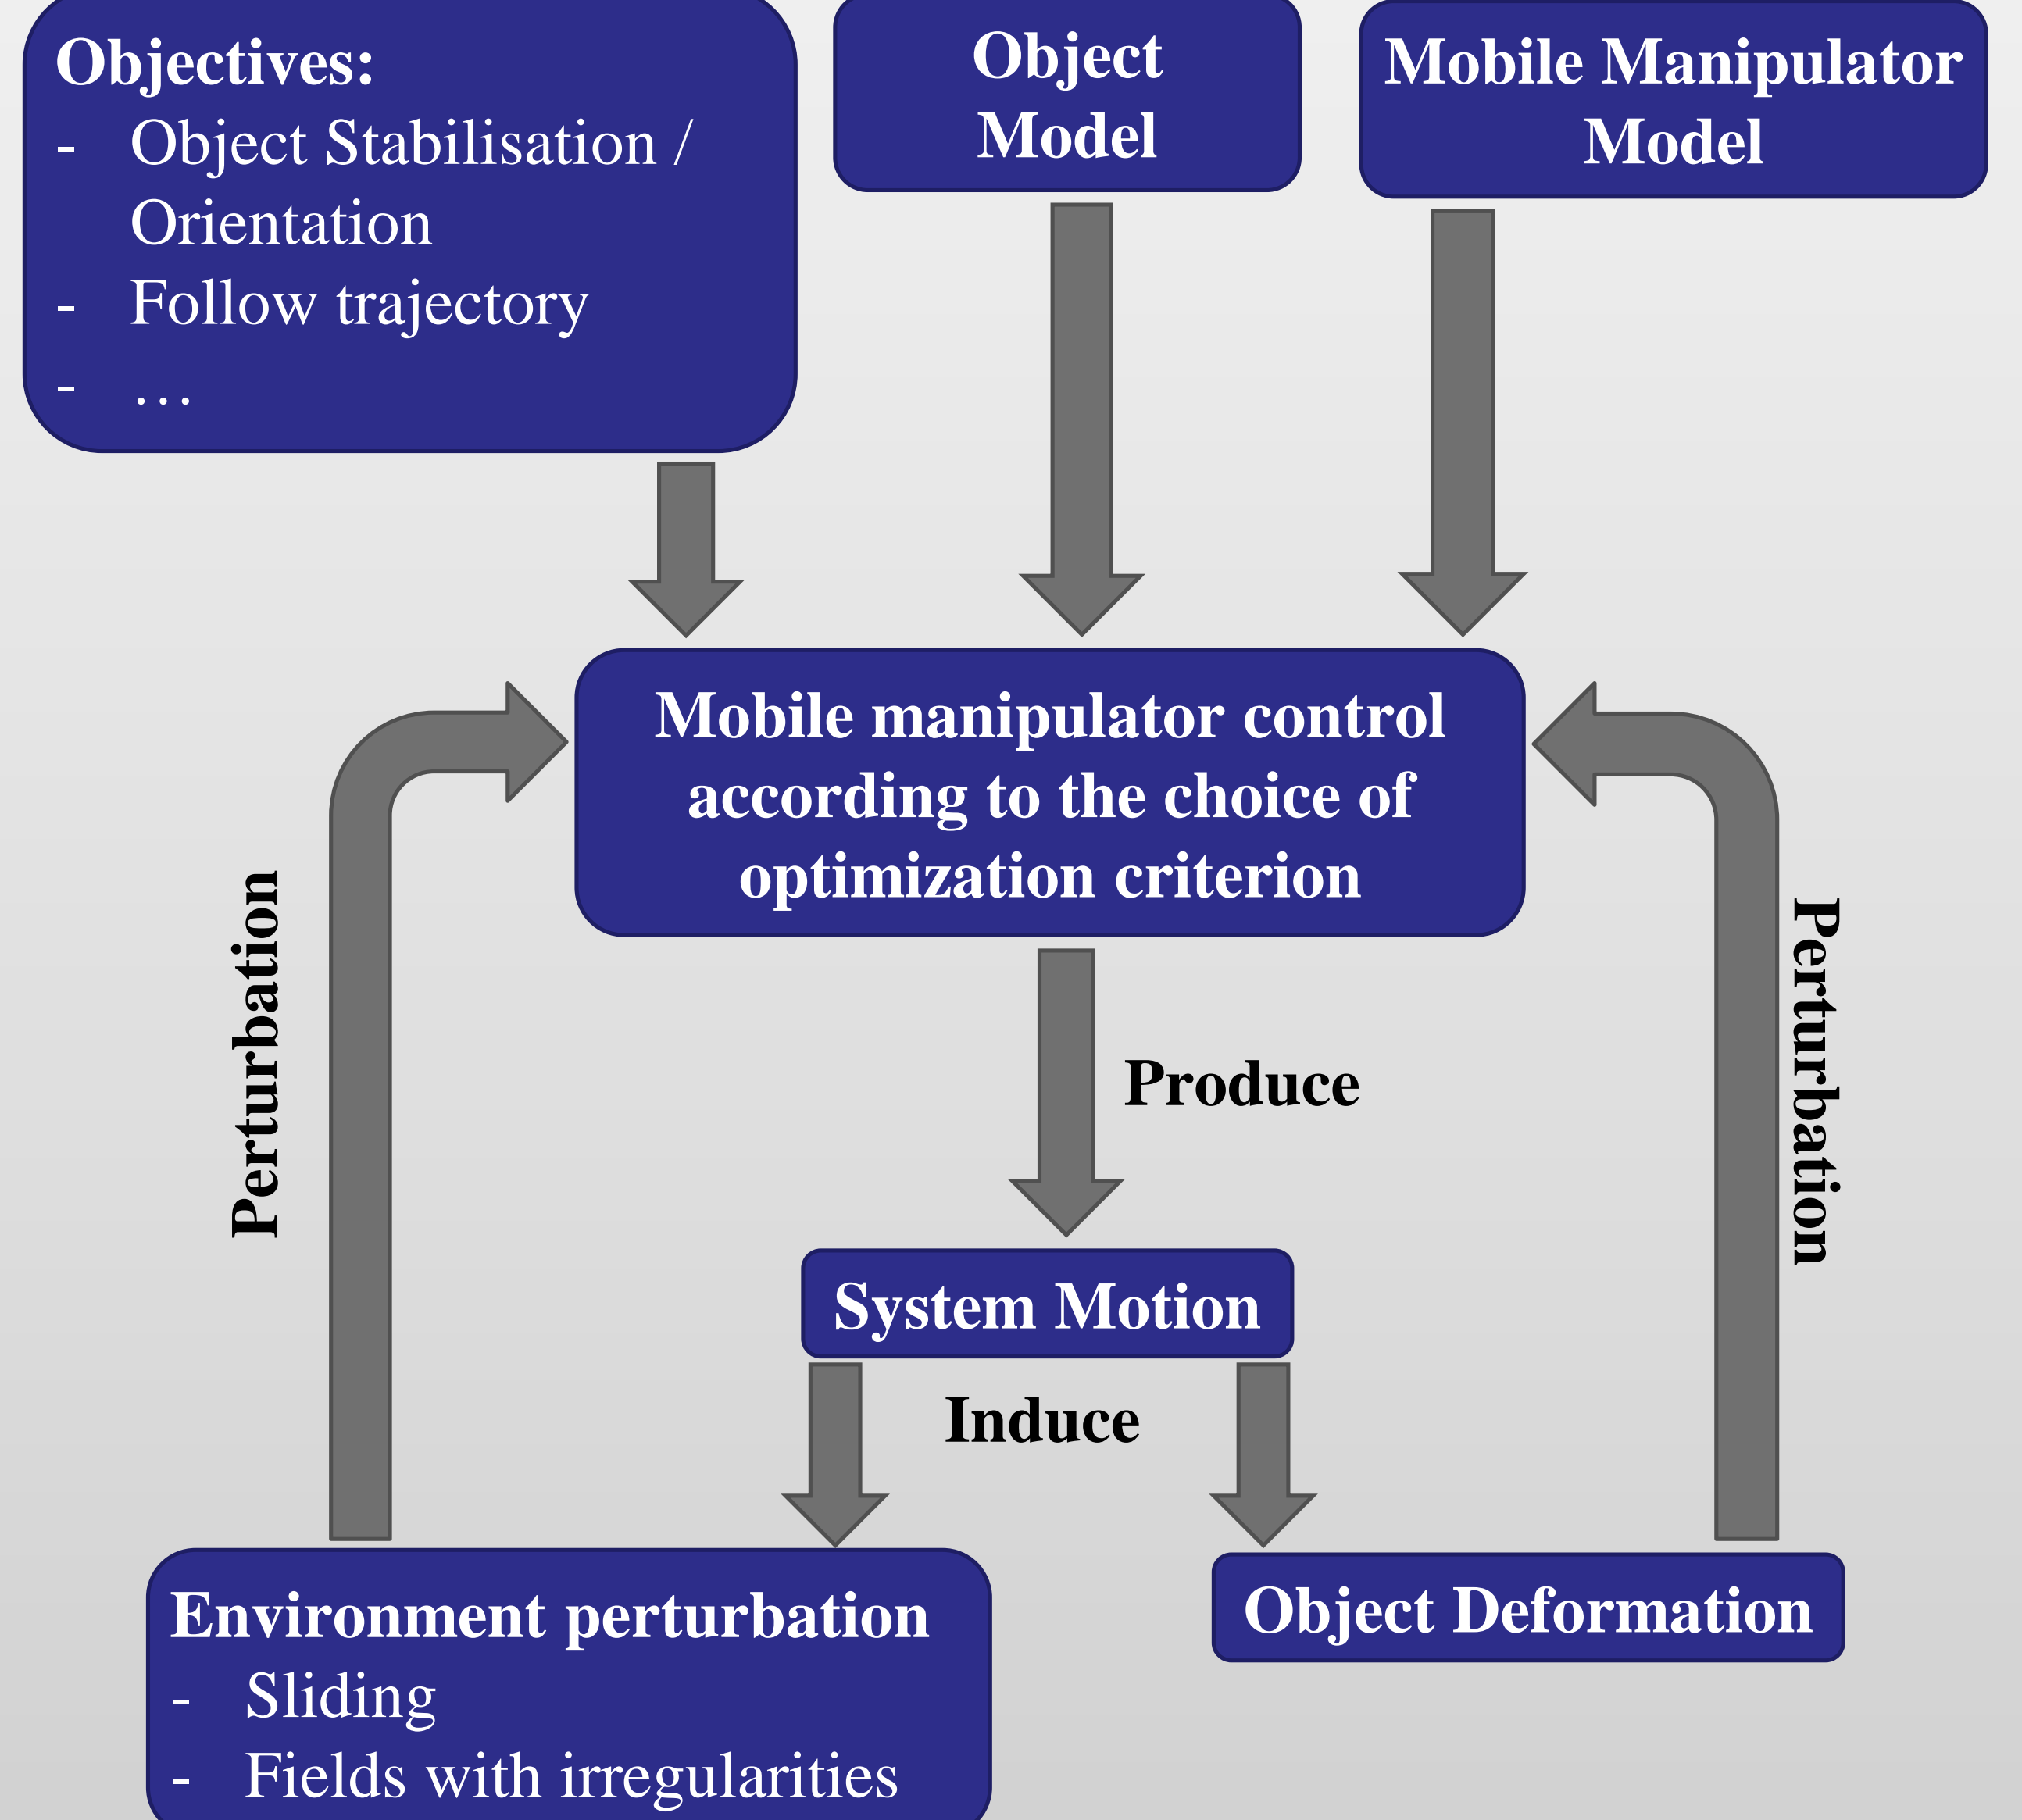 Objectives:
- Object Stabilisation /
Orientation
- Follow trajectory
- …
Object
Model
Mobile Manipulator
Model
Mobile manipulator control
according to the choice of
optimization criterion
Perturbation
Perturbation
Produce
System Motion
Induce
Environment perturbation
- Sliding
- Fields with irregularities
Object Deformation